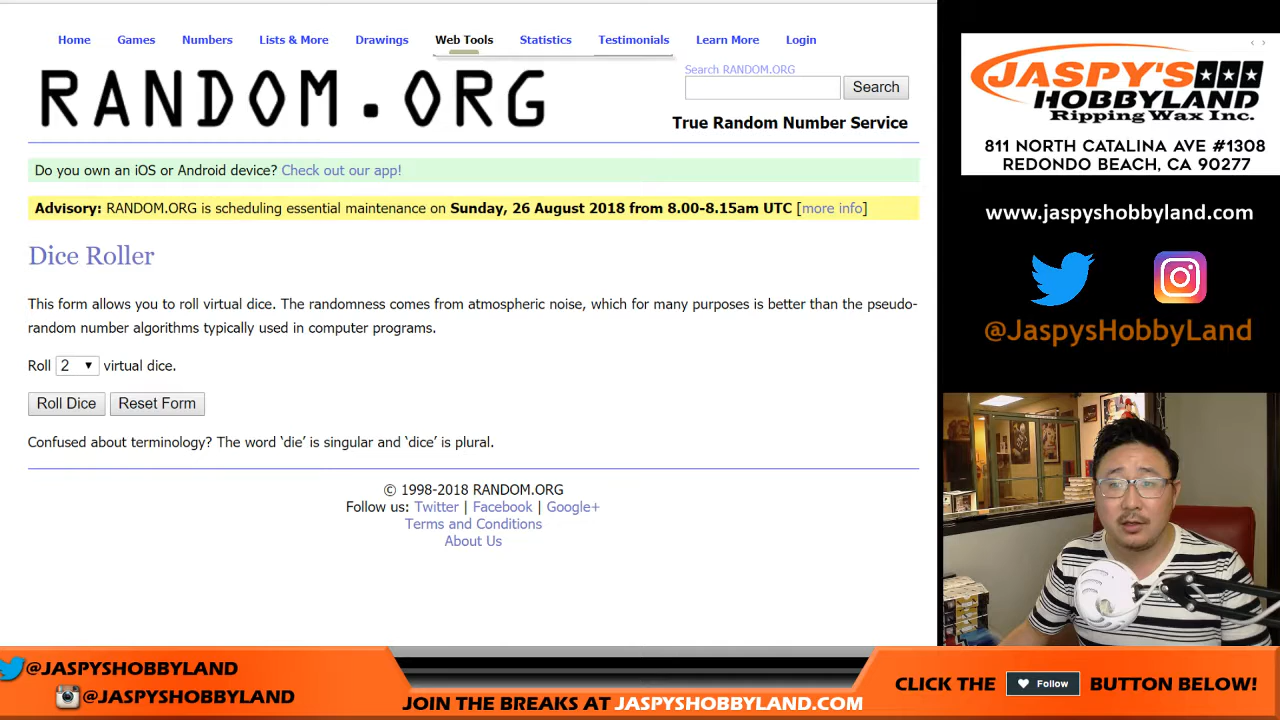 Home Games Numbers Lists & More Drawings Web Tools Statistics Testimonials Learn More Login
RANDOM.ORG
Search RANDOM.ORG
Search
True Random Number Service
Do you own an iOS or Android device? Check out our app!
Advisory: RANDOM.ORG is scheduling essential maintenance on Sunday, 26 August 2018 from 8.00-8.15am UTC [more info]
Dice Roller
This form allows you to roll virtual dice. The randomness comes from atmospheric noise, which for many purposes is better than the pseudo-
random number algorithms typically used in computer programs.
Roll 2 virtual dice.
Roll Dice Reset Form
Confused about terminology? The word ‘die’ is singular and ‘dice’ is plural.
© 1998-2018 RANDOM.ORG
Follow us: Twitter | Facebook | Google+
Terms and Conditions
About Us
JASPY'S
HOBBYLAND
Ripping Wax Inc.
811 NORTH CATALINA AVE #1308
REDONDO BEACH, CA 90277
www.jaspyshobbyland.com
@JaspysHobbyLand
@JASPYSHOBBYLAND
@JASPYSHOBBYLAND
JOIN THE BREAKS AT JASPYSHOBBYLAND.COM
CLICK THE Follow BUTTON BELOW!